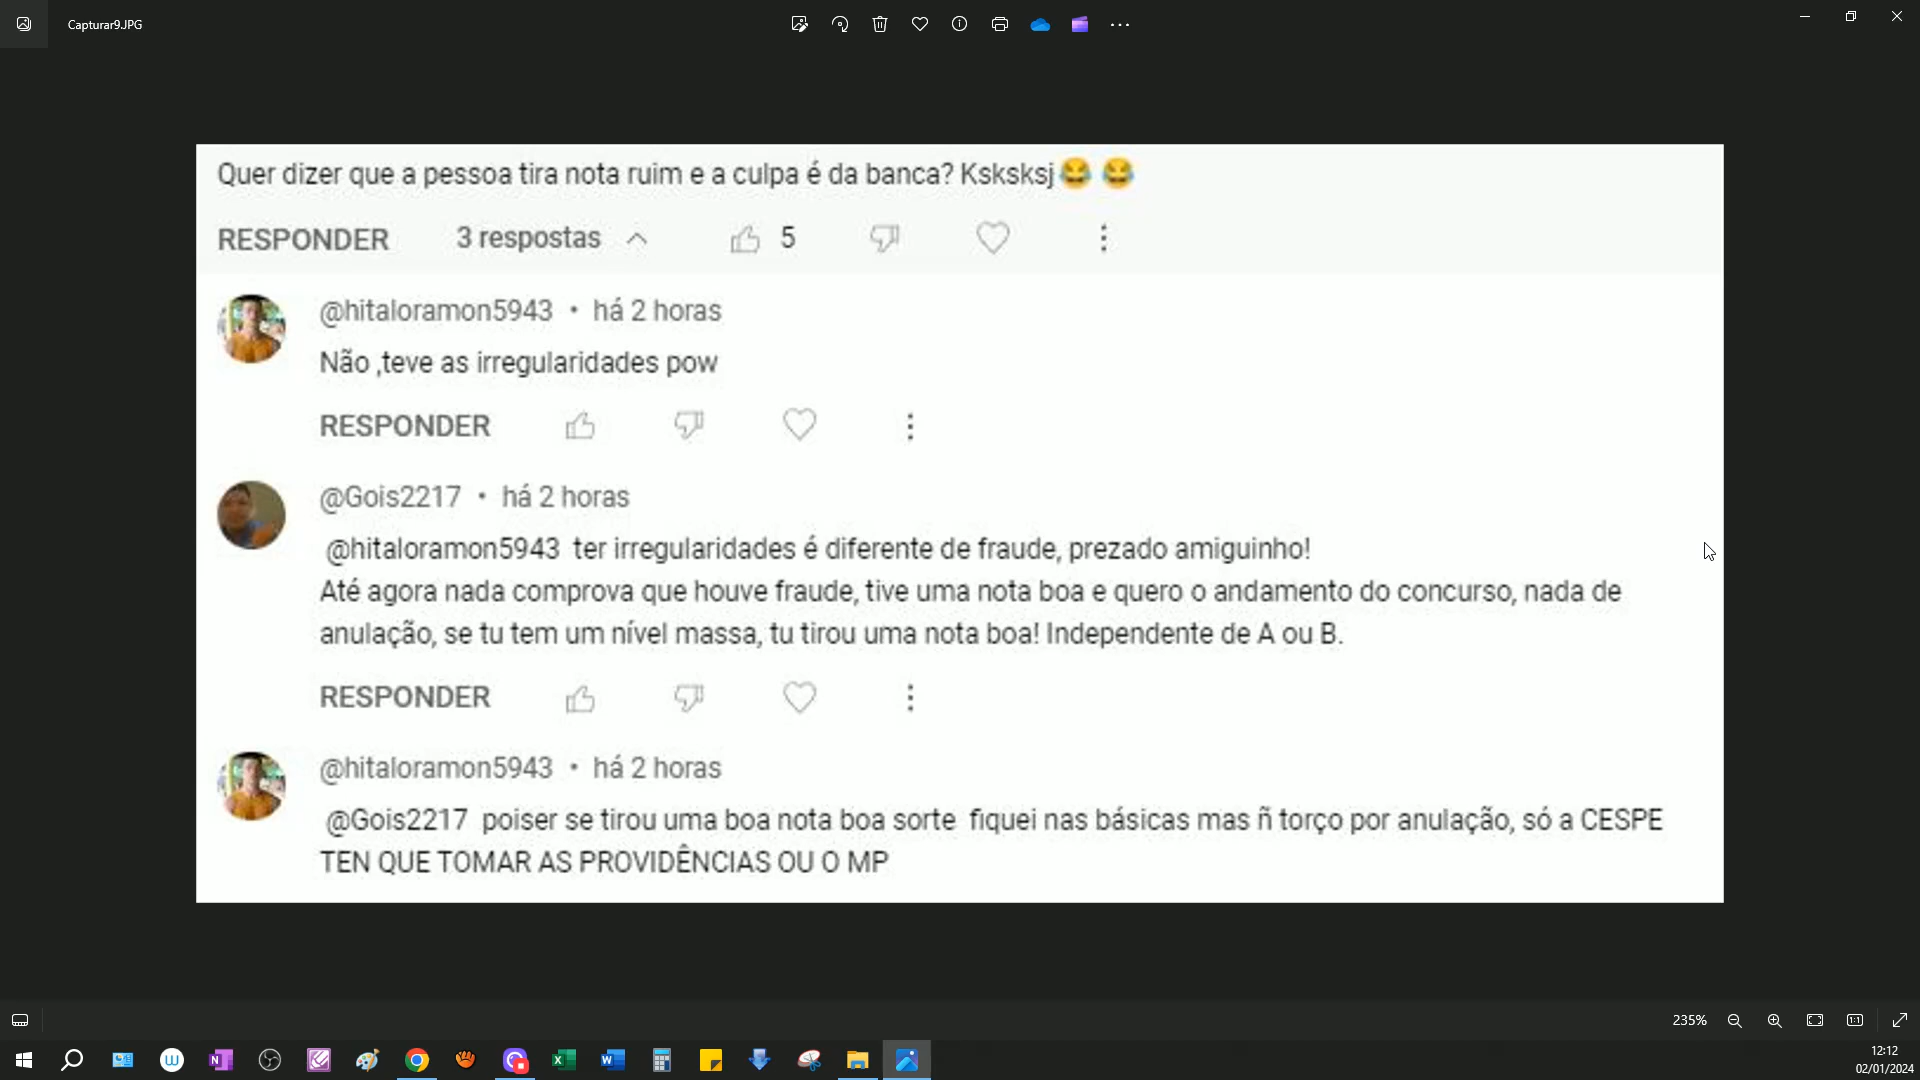 Capturar9.JPG
Quer dizer que a pessoa tira nota ruim e a culpa é da banca? Ksksksj😂 😂
RESPONDER 3 respostas 5
@hitaloramon5943 • há 2 horas
Não ,teve as irregularidades pow
RESPONDER
@Gois2217 • há 2 horas
@hitaloramon5943 ter irregularidades é diferente de fraude, prezado amiguinho!
Até agora nada comprova que houve fraude, tive uma nota boa e quero o andamento do concurso, nada de
anulação, se tu tem um nível massa, tu tirou uma nota boa! Independente de A ou B.
RESPONDER
@hitaloramon5943 • há 2 horas
@Gois2217 poiser se tirou uma boa nota boa sorte fiquei nas básicas mas ñ torço por anulação, só a CESPE
TEN QUE TOMAR AS PROVIDÊNCIAS OU O MP
235%
12:12
02/01/2024